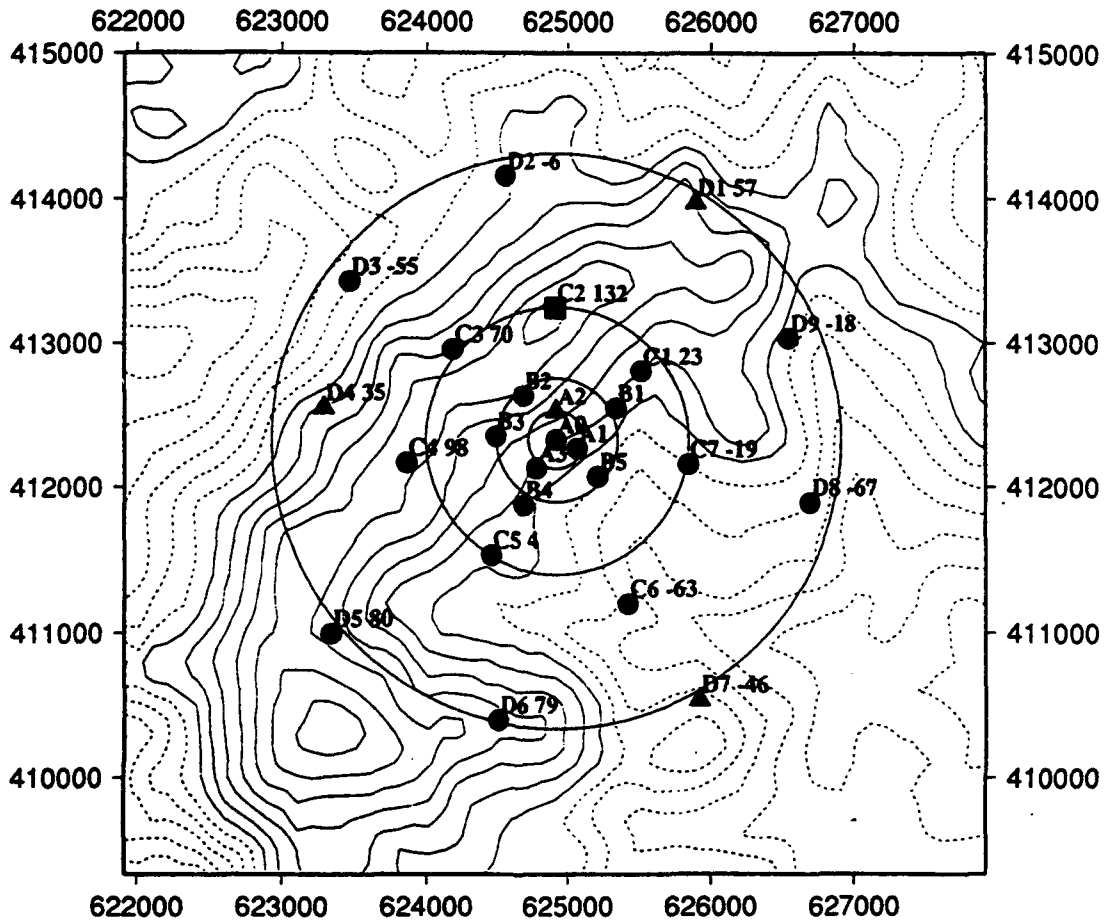 622000 623000 624000 625000 626000 627000
415000 415000
D2 -6
414000 D1 57 414000
D3 -55
C2 132
413000 C3 70 D9 -18 413000
C1 23
D4 35 B2 A2 B1
B3 A0
A1
C4 98 A3 B5 C7 -19
412000 B4 D8 -67 412000
C5 4
C6 -63
411000 D5 80 411000
D6 79 D7 -46
410000 410000
622000 623000 624000 625000 626000 627000